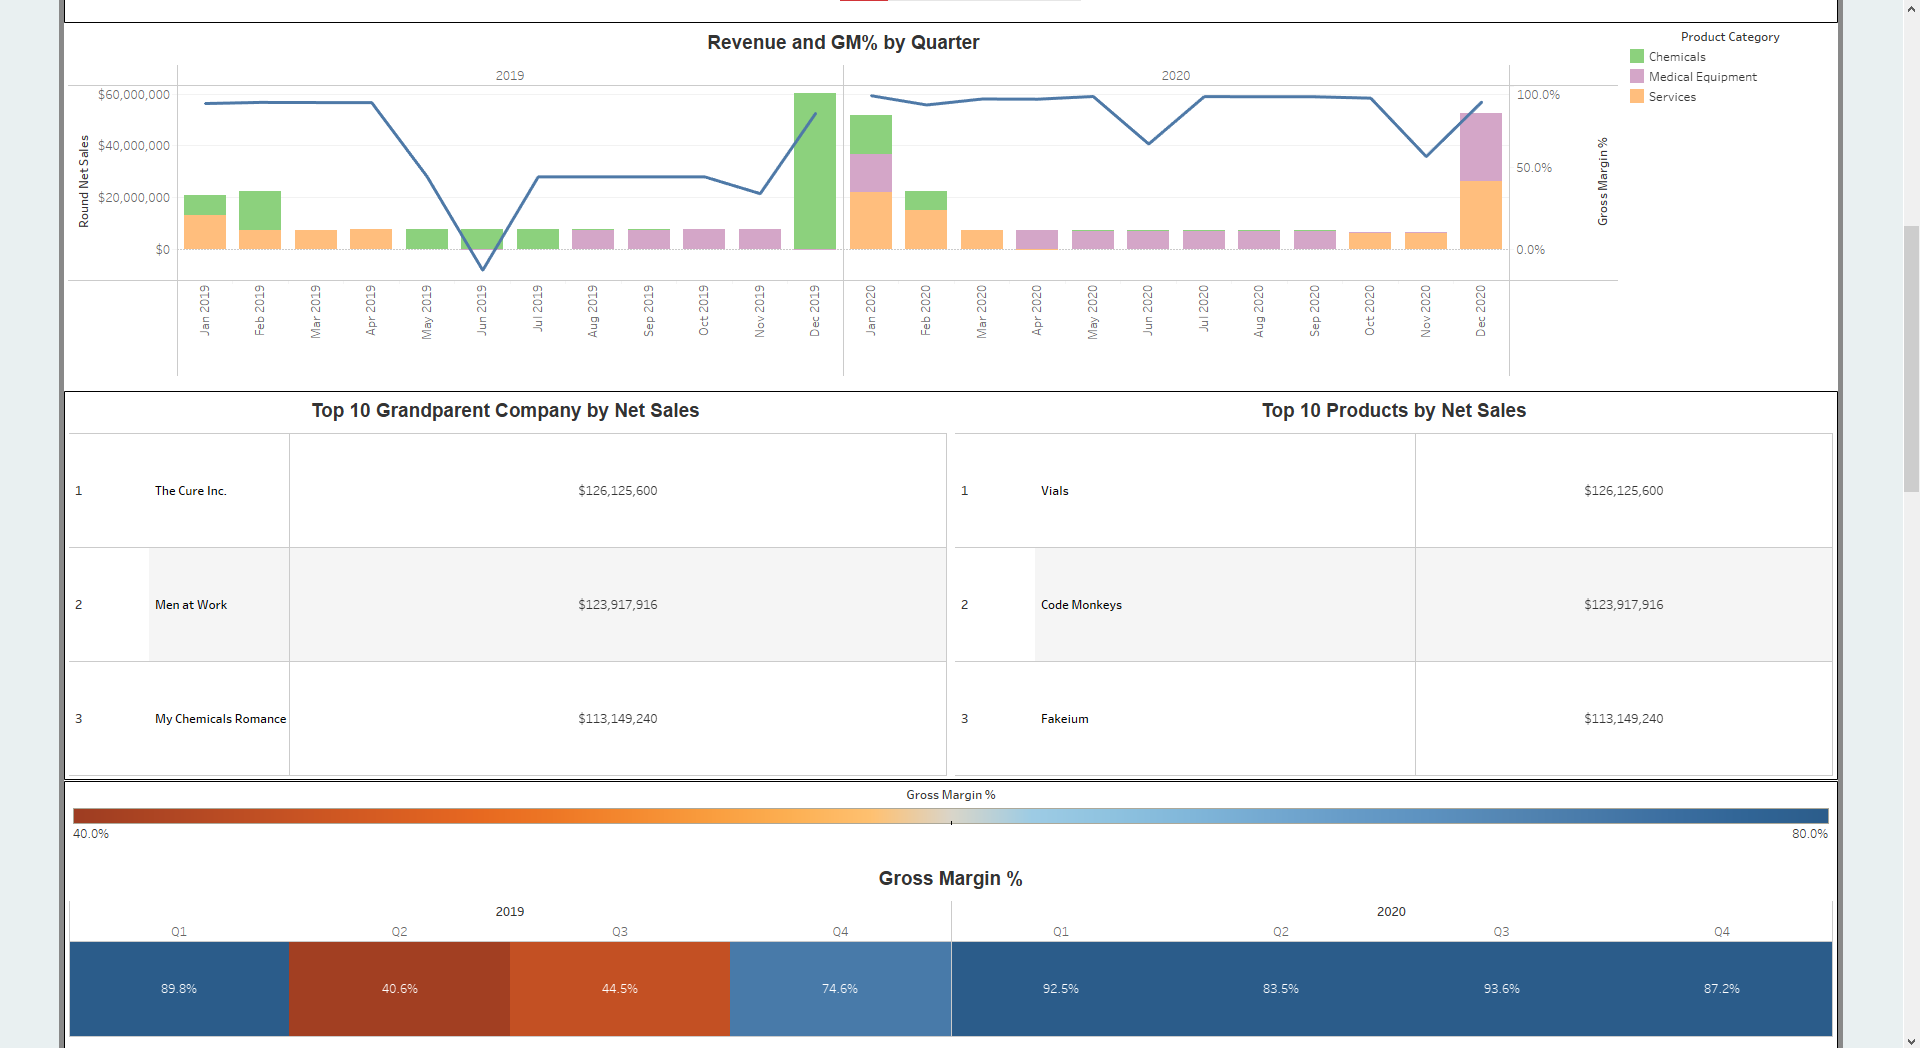 Revenue and GM% by Quarter
Product Category
Chemicals
Medical Equipment
Services
2019
2020
Round Net Sales
$60,000,000
$40,000,000
$20,000,000
$0
100.0%
50.0%
0.0%
Gross Margin %
Jan 2019
Feb 2019
Mar 2019
Apr 2019
May 2019
Jun 2019
Jul 2019
Aug 2019
Sep 2019
Oct 2019
Nov 2019
Dec 2019
Jan 2020
Feb 2020
Mar 2020
Apr 2020
May 2020
Jun 2020
Jul 2020
Aug 2020
Sep 2020
Oct 2020
Nov 2020
Dec 2020
Top 10 Grandparent Company by Net Sales
1 The Cure Inc. $126,125,600
2 Men at Work $123,917,916
3 My Chemicals Romance $113,149,240
Top 10 Products by Net Sales
1 Vials $126,125,600
2 Code Monkeys $123,917,916
3 Fakeium $113,149,240
Gross Margin %
40.0% 80.0%
Gross Margin %
2019 2020
Q1 Q2 Q3 Q4 Q1 Q2 Q3 Q4
89.8% 40.6% 44.5% 74.6% 92.5% 83.5% 93.6% 87.2%